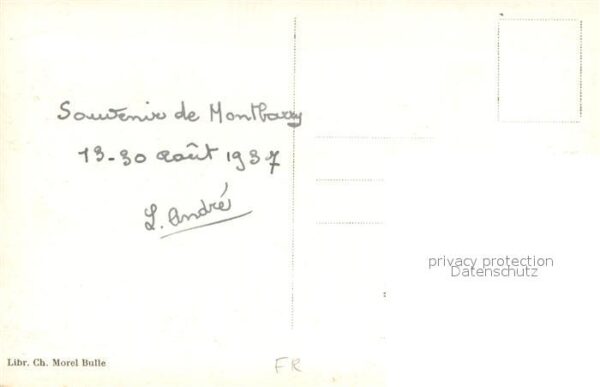 Souvenir de Montbarry
13-30 août 1937
L. André
privacy protection
Datenschutz
Libr. Ch. Morel Bulle
FR